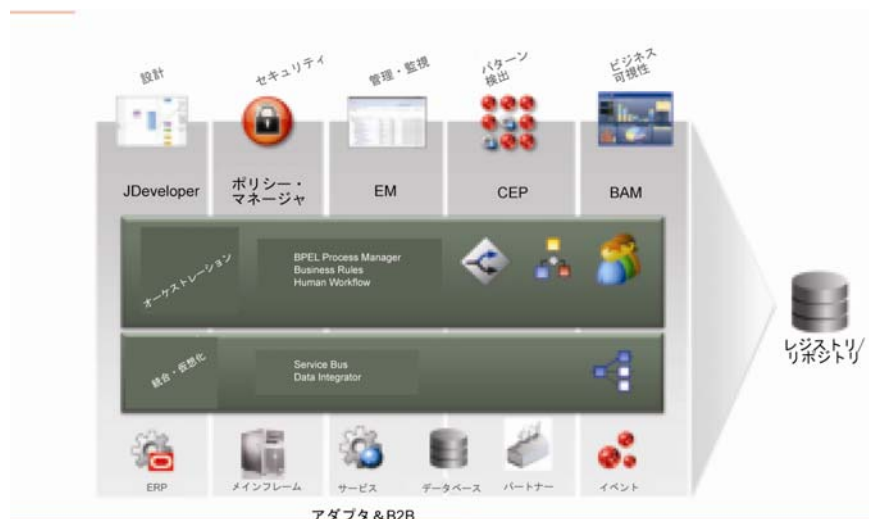 設計
セキュリティ
管理・監視
パターン
検出
ビジネス
可視性
JDeveloper
ポリシー・
マネージャ
EM
CEP
BAM
オーケストレーション
BPEL Process Manager
Business Rules
Human Workflow
統合・仮想化
Service Bus
Data Integrator
レジストリ/
リポジトリ
ERP
メインフレーム
サービス
データベース
パートナー
イベント
アダプタ&B2B